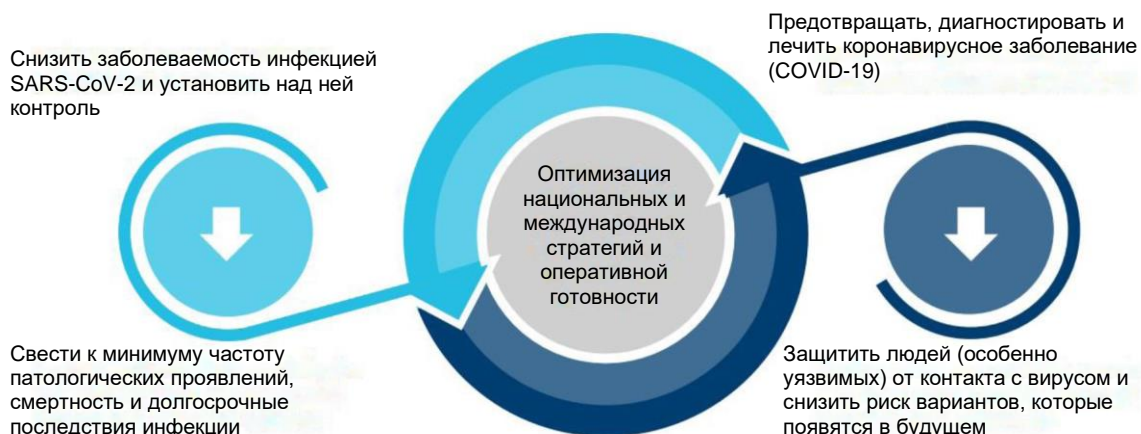 Снизить заболеваемость инфекцией
SARS-CoV-2 и установить над ней
контроль
Предотвращать, диагностировать и
лечить коронавирусное заболевание
(COVID-19)
Оптимизация
национальных и
международных
стратегий и
оперативной
готовности
Свести к минимуму частоту
патологических проявлений,
смертность и долгосрочные
последствия инфекции
Защитить людей (особенно
уязвимых) от контакта с вирусом и
снизить риск вариантов, которые
появятся в будущем